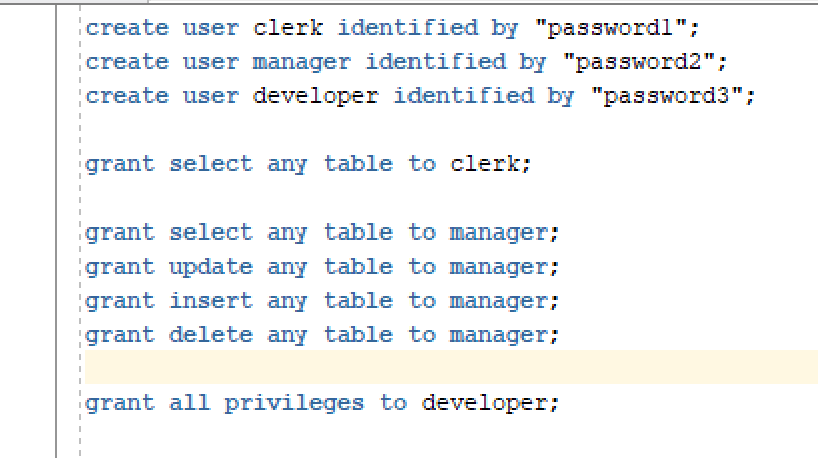 create user clerk identified by "password1";
create user manager identified by "password2";
create user developer identified by "password3";
grant select any table to clerk;
grant select any table to manager;
grant update any table to manager;
grant insert any table to manager;
grant delete any table to manager;
grant all privileges to developer;